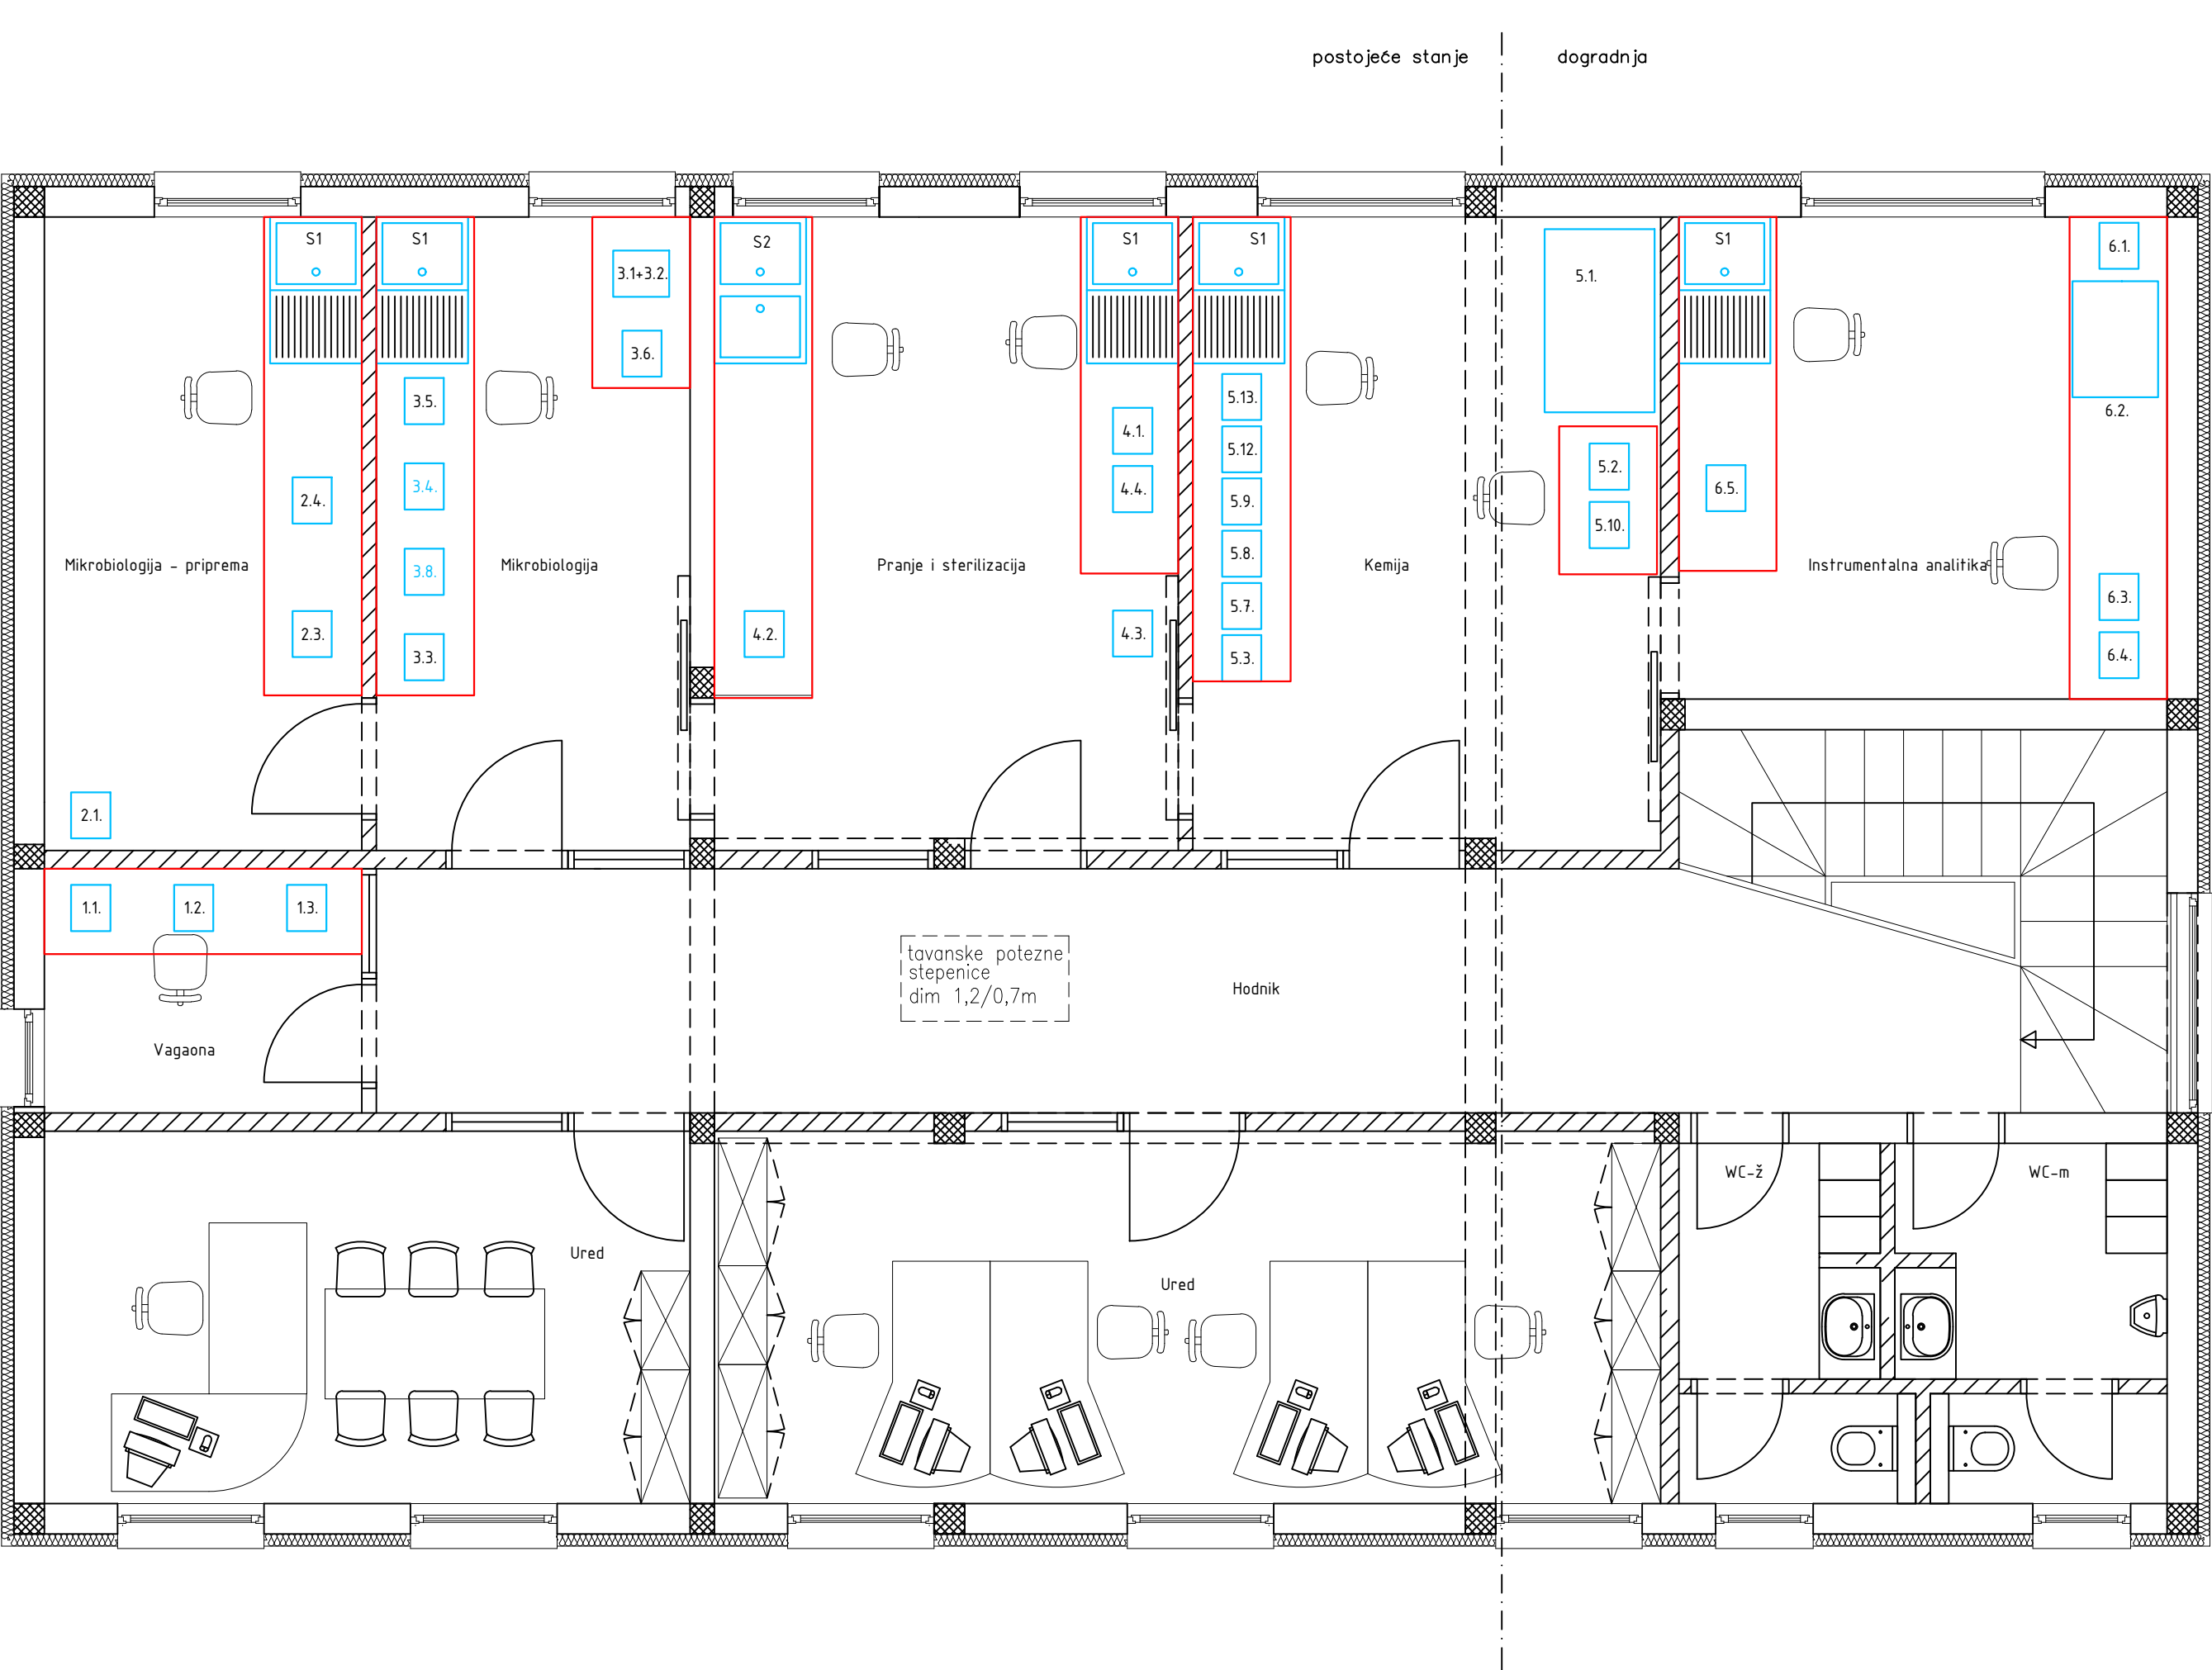 postojeće stanje
dogradnja
S1
S1
S2
S1
S1
S1
3.1+3.2.
5.1.
6.1.
3.6.
3.5.
5.13.
6.2.
4.1.
5.12.
5.2.
3.4.
4.4.
6.5.
2.4.
5.9.
5.10.
5.8.
Mikrobiologija - priprema
3.8.
Mikrobiologija
Pranje i sterilizacija
Kemija
Instrumentalna analitika
5.7.
6.3.
2.3.
4.2.
4.3.
3.3.
5.3.
6.4.
2.1.
1.1.
1.2.
1.3.
tavanske potezne
stepenice
dim 1,2/0,7m
Hodnik
Vagaona
WC-ž
WC-m
Ured
Ured